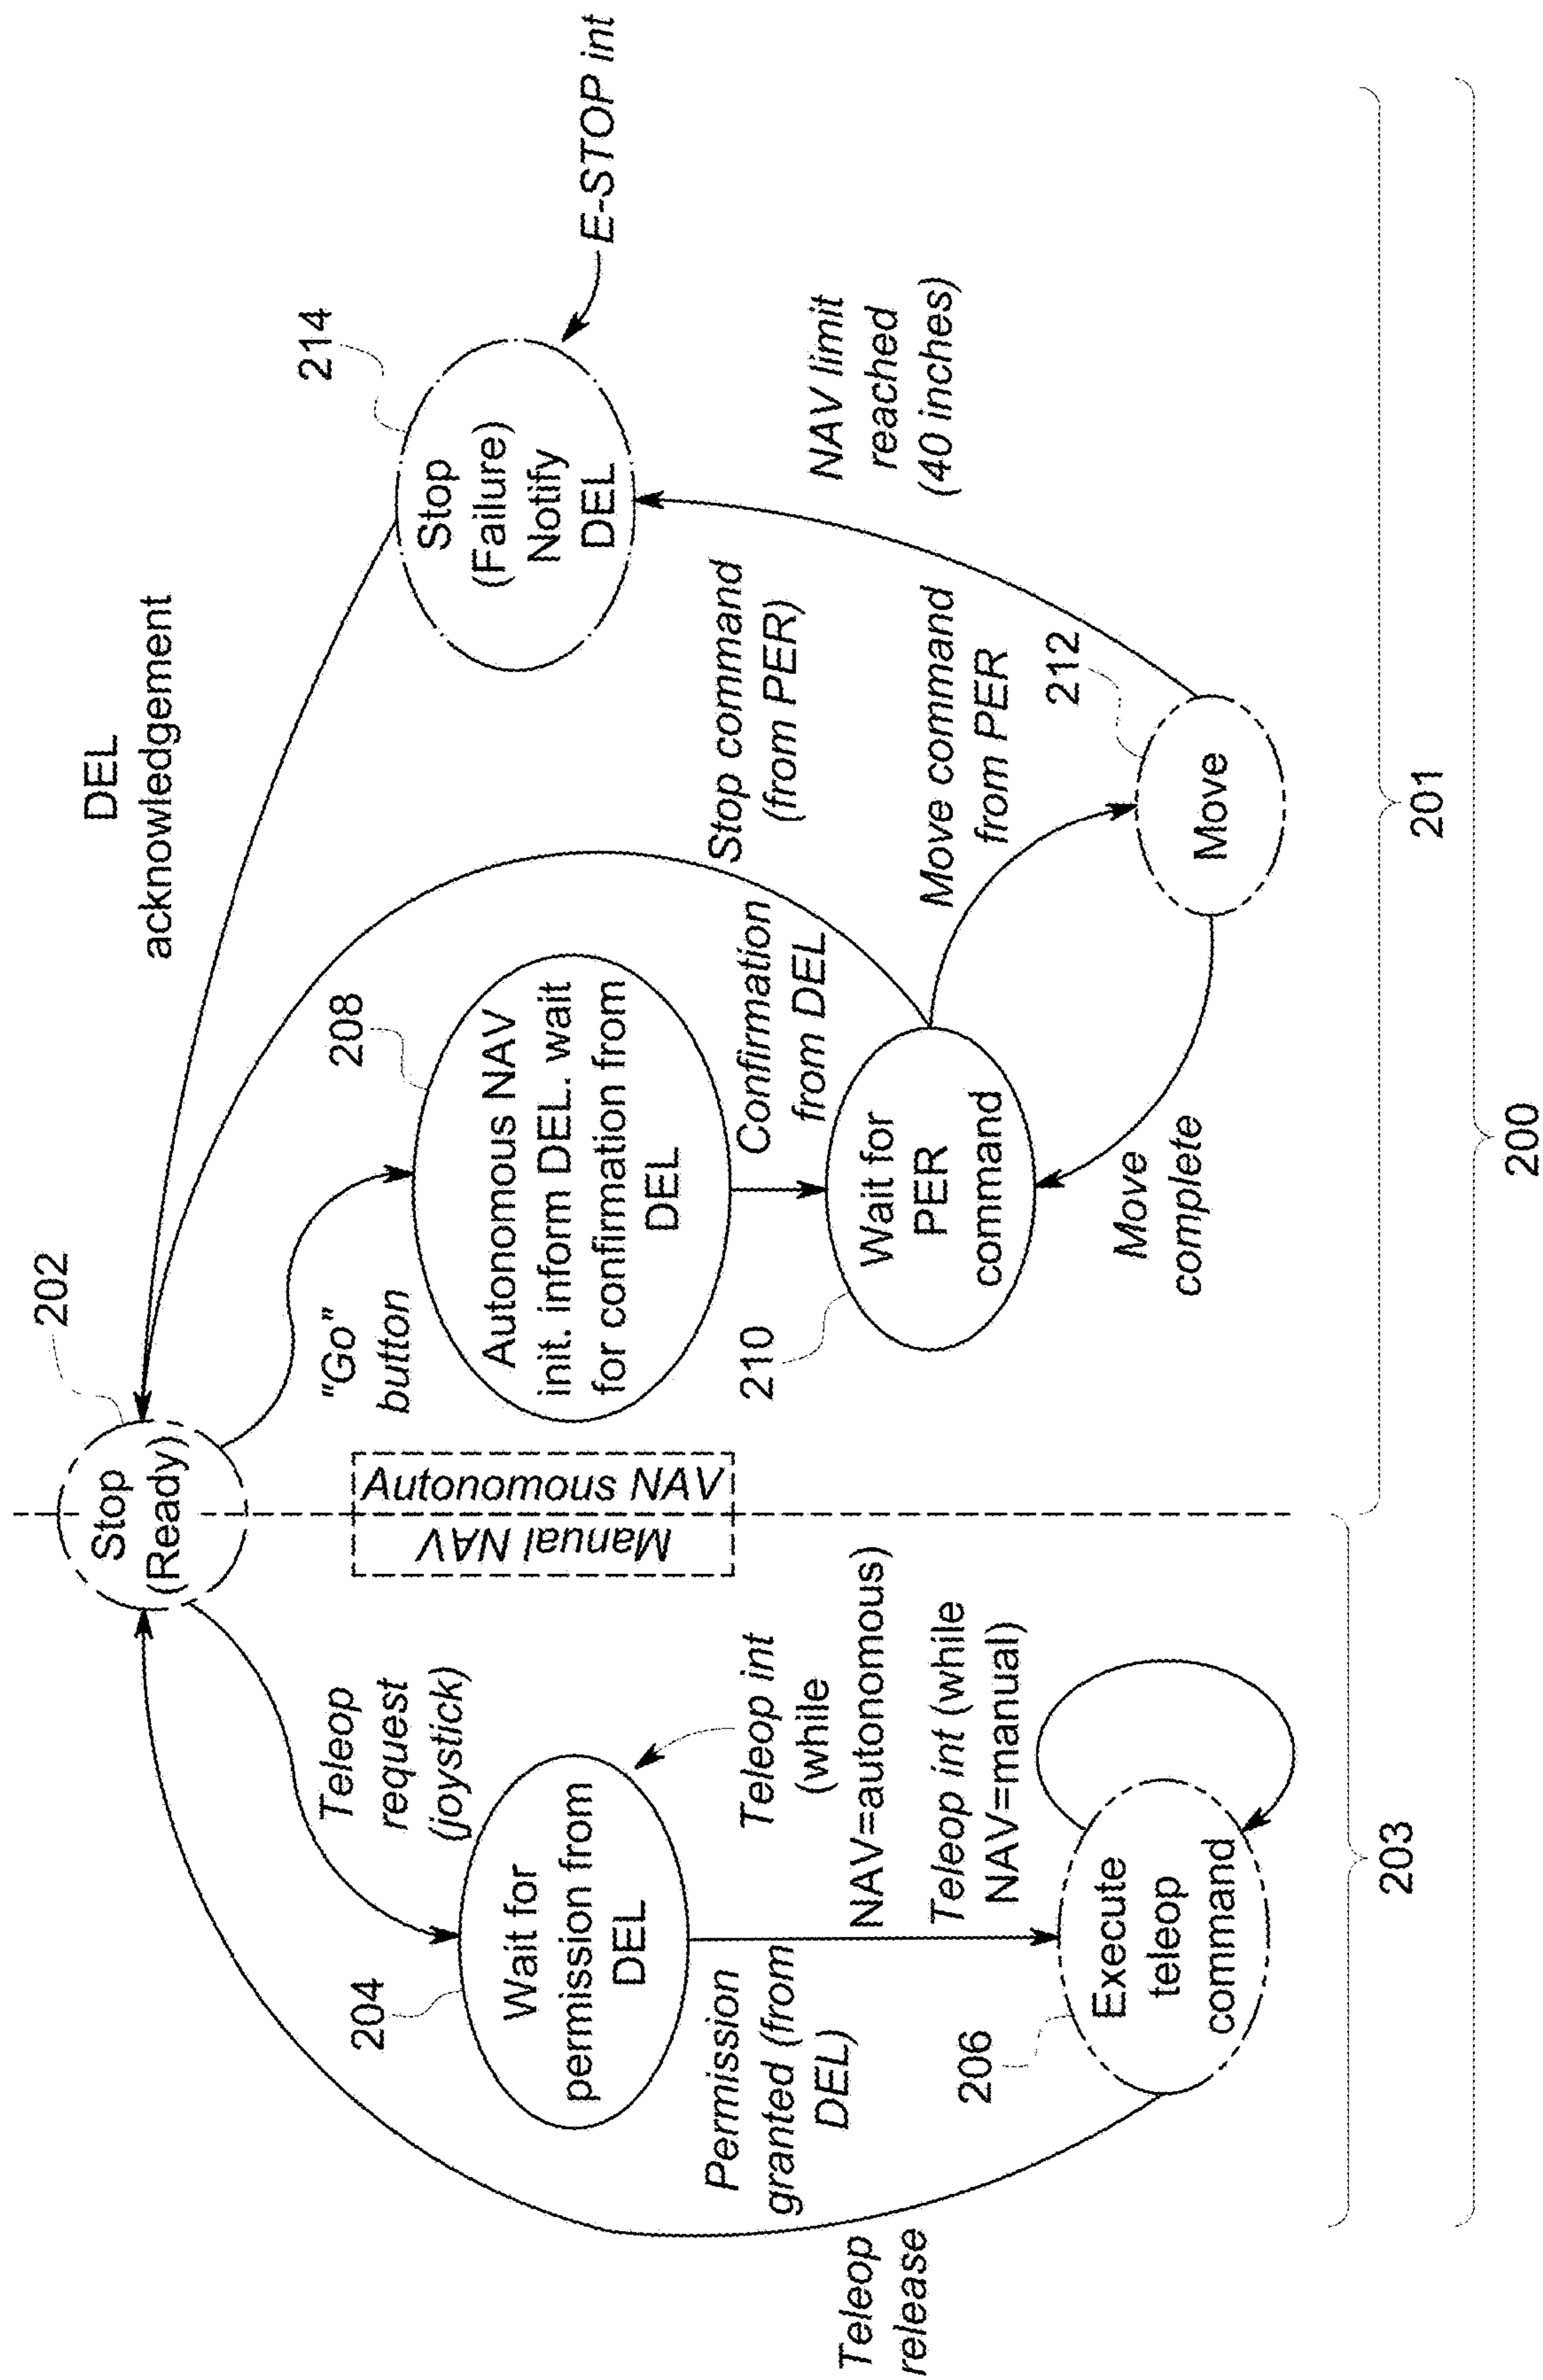 202
Stop
(Ready)
DEL
acknowledgement
Teleop
request
(joystick)
Manual NAV
Autonomous NAV
"Go"
button
208
214
204
Wait for
permission from
DEL
Autonomous NAV
init. inform DEL. wait
for confirmation from
DEL
Stop
(Failure)
Notify
DEL
E-STOP int
Permission
granted (from
DEL)
Teleop int
(while
NAV=autonomous)
210
Confirmation
from DEL
Stop command
(from PER)
NAV limit
reached
(40 inches)
Teleop
release
Teleop int (while
NAV=manual)
Wait for
PER
command
Move command
from PER
206
Execute
teleop
command
Move
complete
212
Move
203
201
200